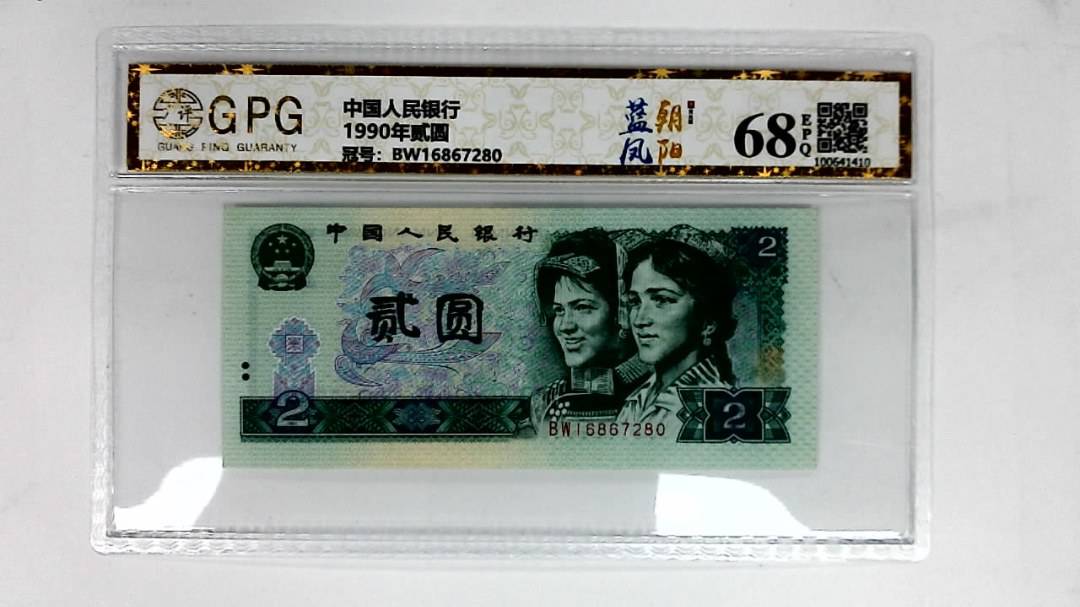 GPG
GUANG PING GUARANTY
中国人民银行
1990年贰圆
冠号：BW16867280
蓝凤
朝阳
68
EPQ
100641410
中国人民银行
2
贰圆
2
BW16867280
2